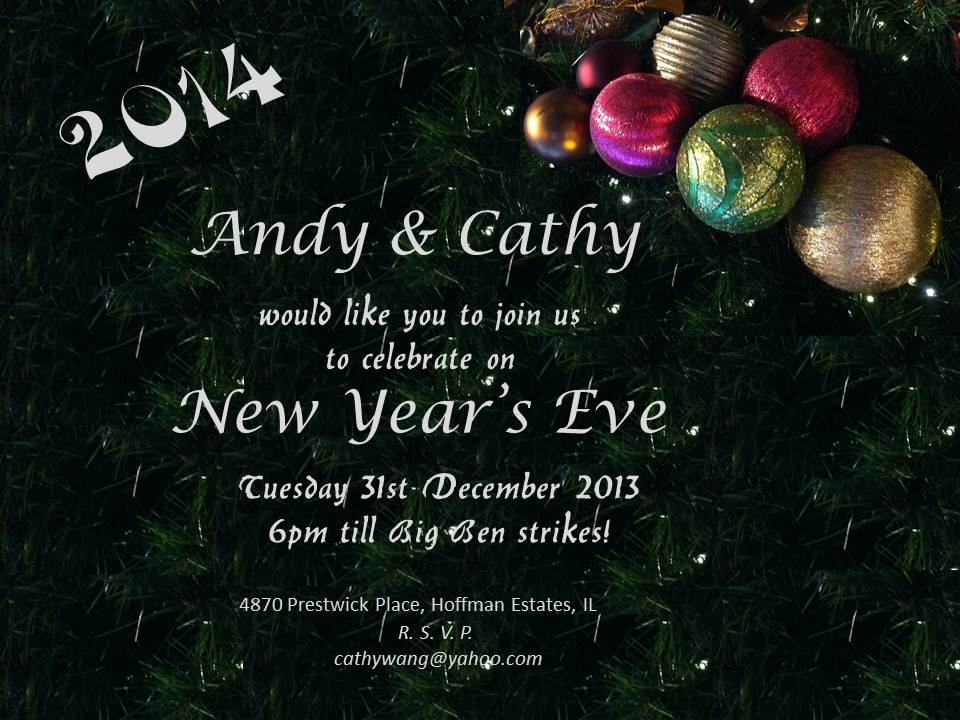 2014
Andy & Cathy
would like you to join us
to celebrate on
New Year's Eve
Tuesday 31st December 2013
6pm till Big Ben strikes!
4870 Prestwick Place, Hoffman Estates, IL
R. S. V. P.
cathywang@yahoo.com